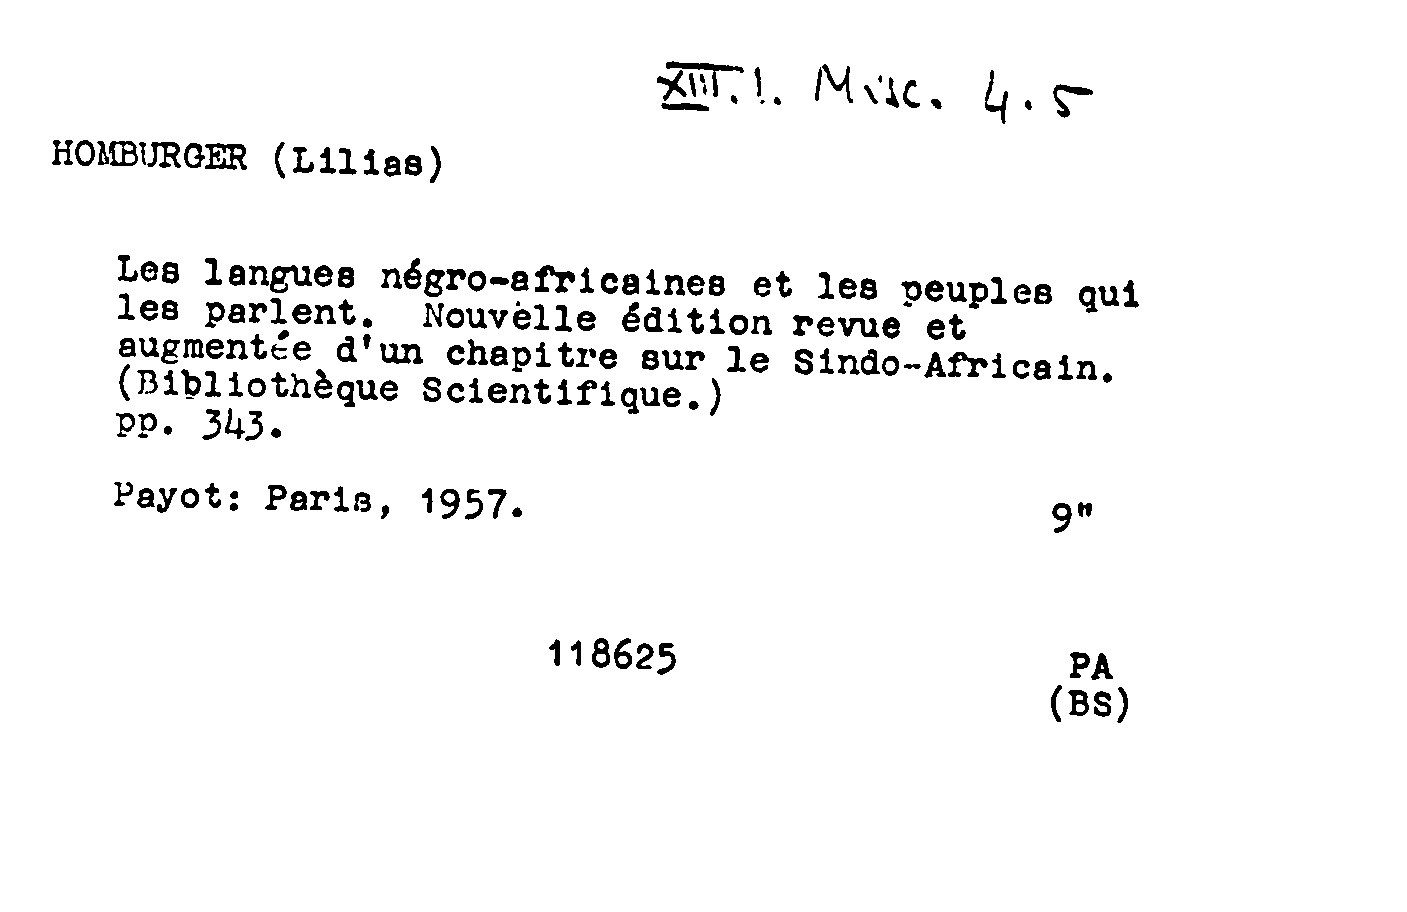 XIII.1. Misc. 4.5
HOMBURGER (Lilias)
Les langues négro-africaines et les peuples qui
les parlent. Nouvelle édition revue et
augmentée d'un chapitre sur le Sindo-Africain.
(Bibliothèque Scientifique.)
pp. 343.
Payot: Paris, 1957.
9"
118625
PA
(BS)